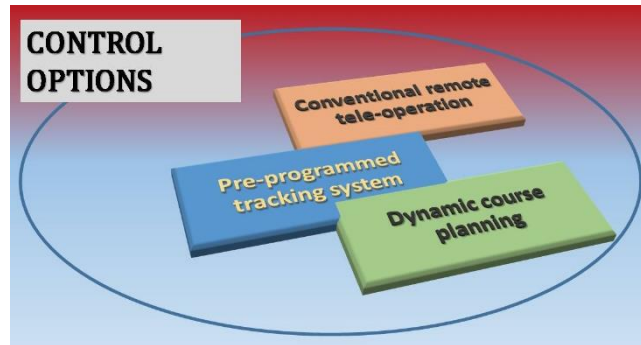 CONTROL
OPTIONS
Conventional remote
tele-operation
Pre-programmed
tracking system
Dynamic course
planning